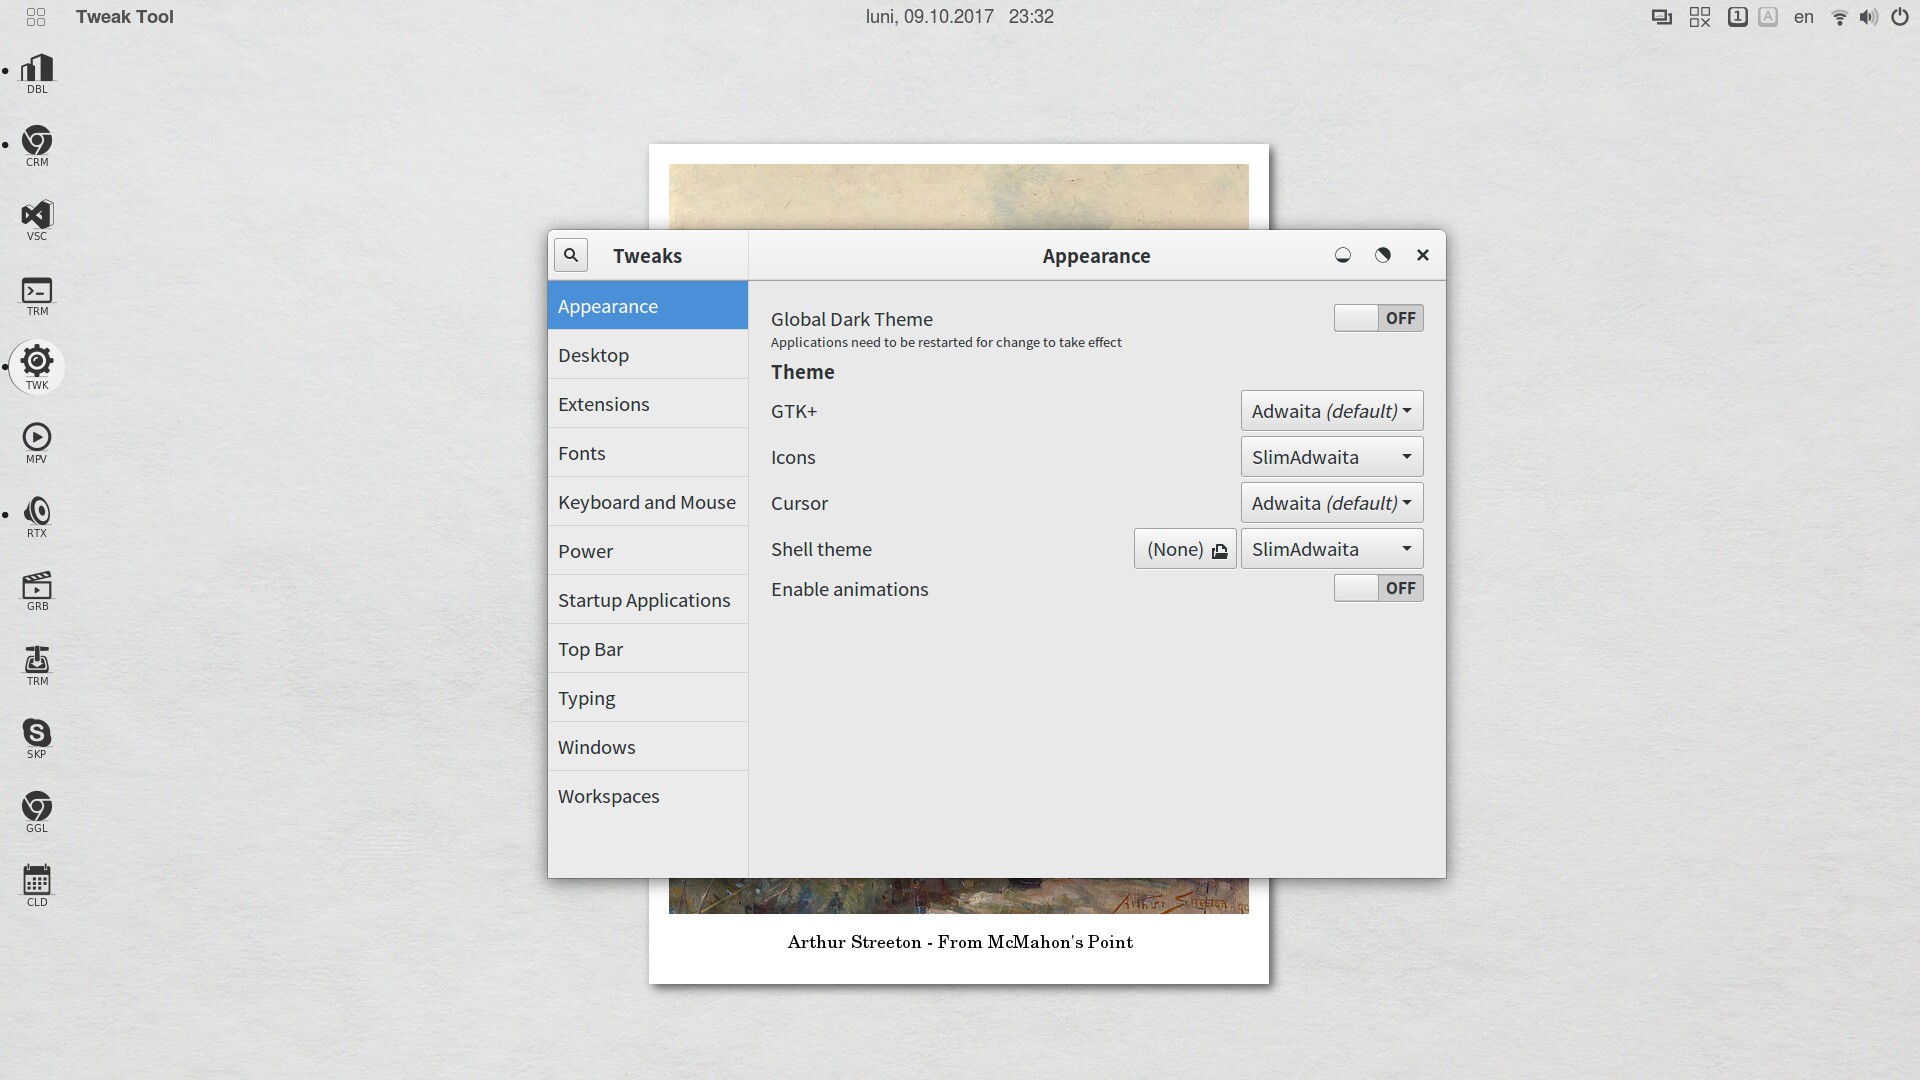 Tweak Tool
luni, 09.10.2017 23:32
1 A en
DBL
CRM
VSC
TRM
TWK
MPV
RTX
GRB
TRM
SKP
GGL
CLD
Tweaks
Appearance
Appearance
Desktop
Extensions
Fonts
Keyboard and Mouse
Power
Startup Applications
Top Bar
Typing
Windows
Workspaces
Global Dark Theme OFF
Applications need to be restarted for change to take effect
Theme
GTK+ Adwaita (default)
Icons SlimAdwaita
Cursor Adwaita (default)
Shell theme (None) SlimAdwaita
Enable animations OFF
Arthur Streeton
Arthur Streeton - From McMahon's Point